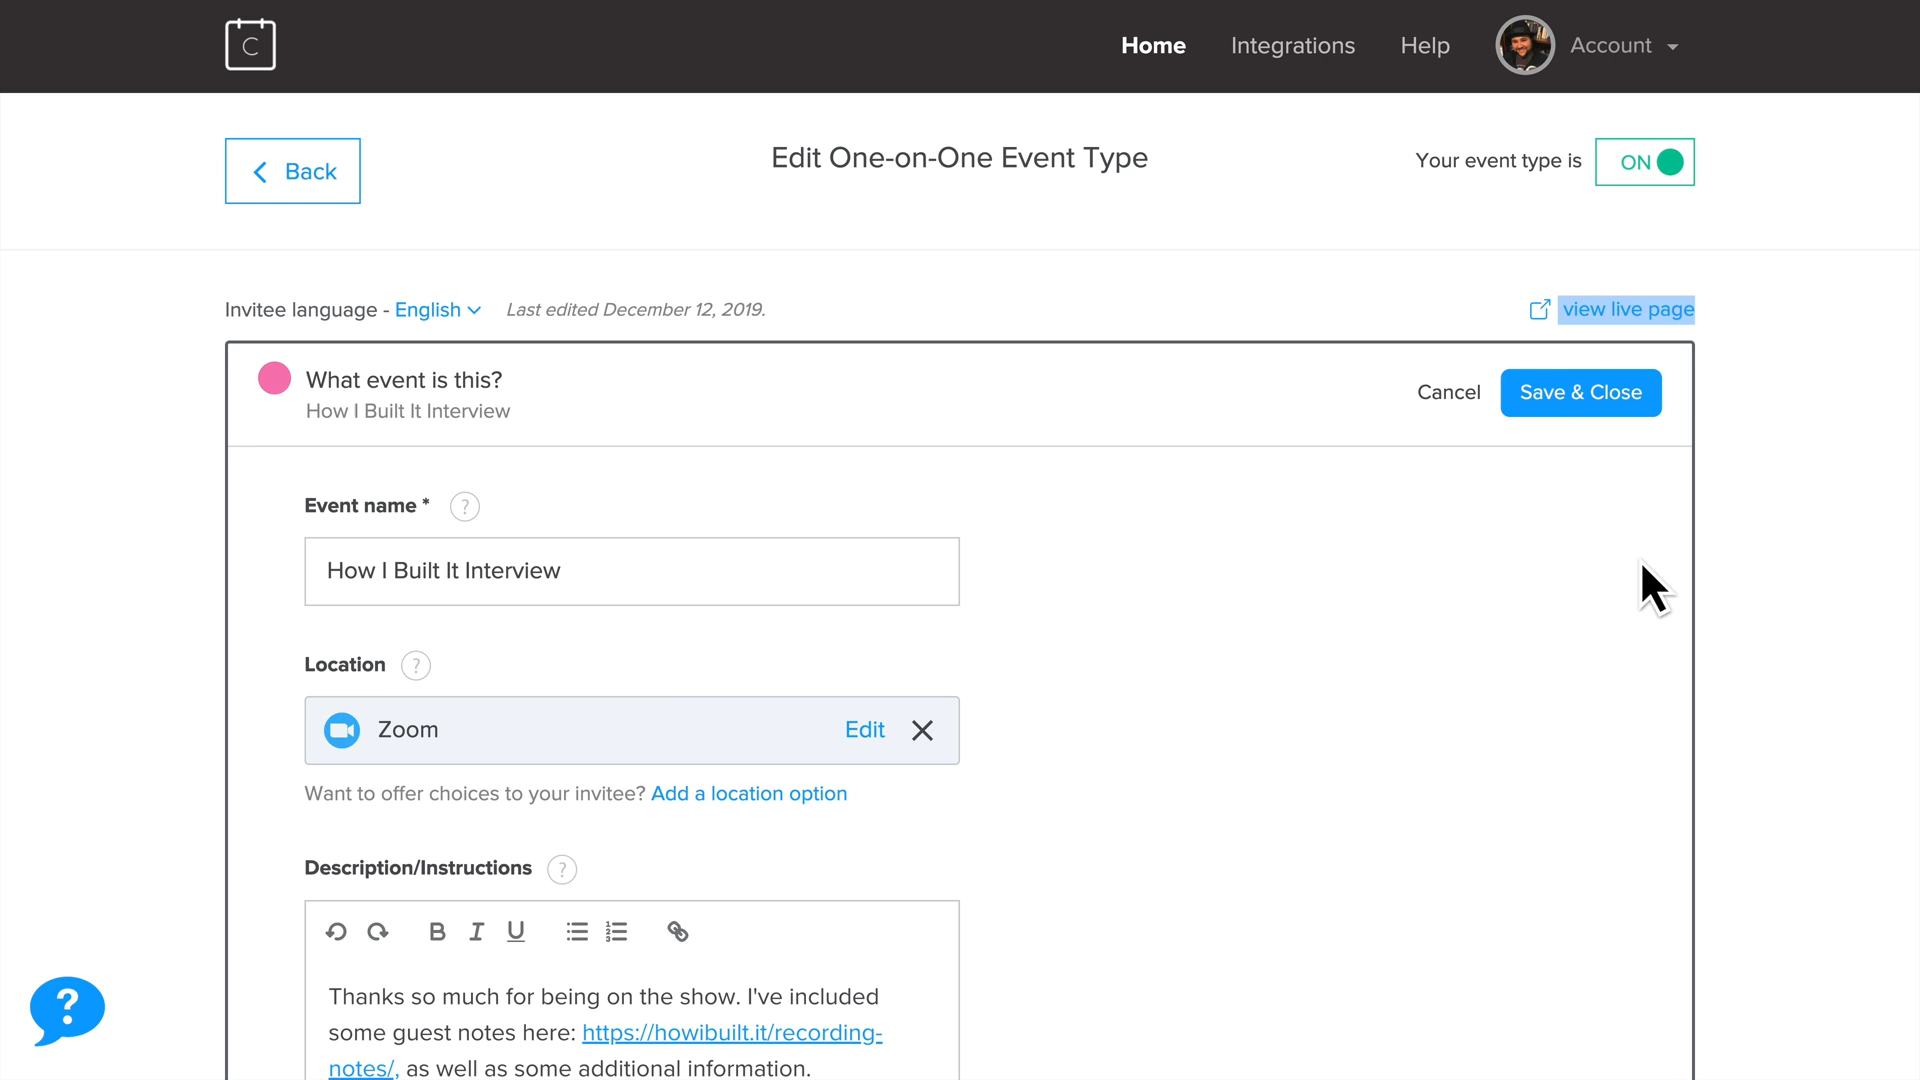 C
Home
Integrations
Help
Account
Back
Edit One-on-One Event Type
Your event type is
ON
Invitee language - English
Last edited December 12, 2019.
view live page
What event is this?
How I Built It Interview
Cancel
Save & Close
Event name *
?
How I Built It Interview
Location
?
Zoom
Edit
Want to offer choices to your invitee? Add a location option
Description/Instructions
?
B
I
U
Thanks so much for being on the show. I've included
some guest notes here: https://howibuilt.it/recording-
notes/, as well as some additional information.
?